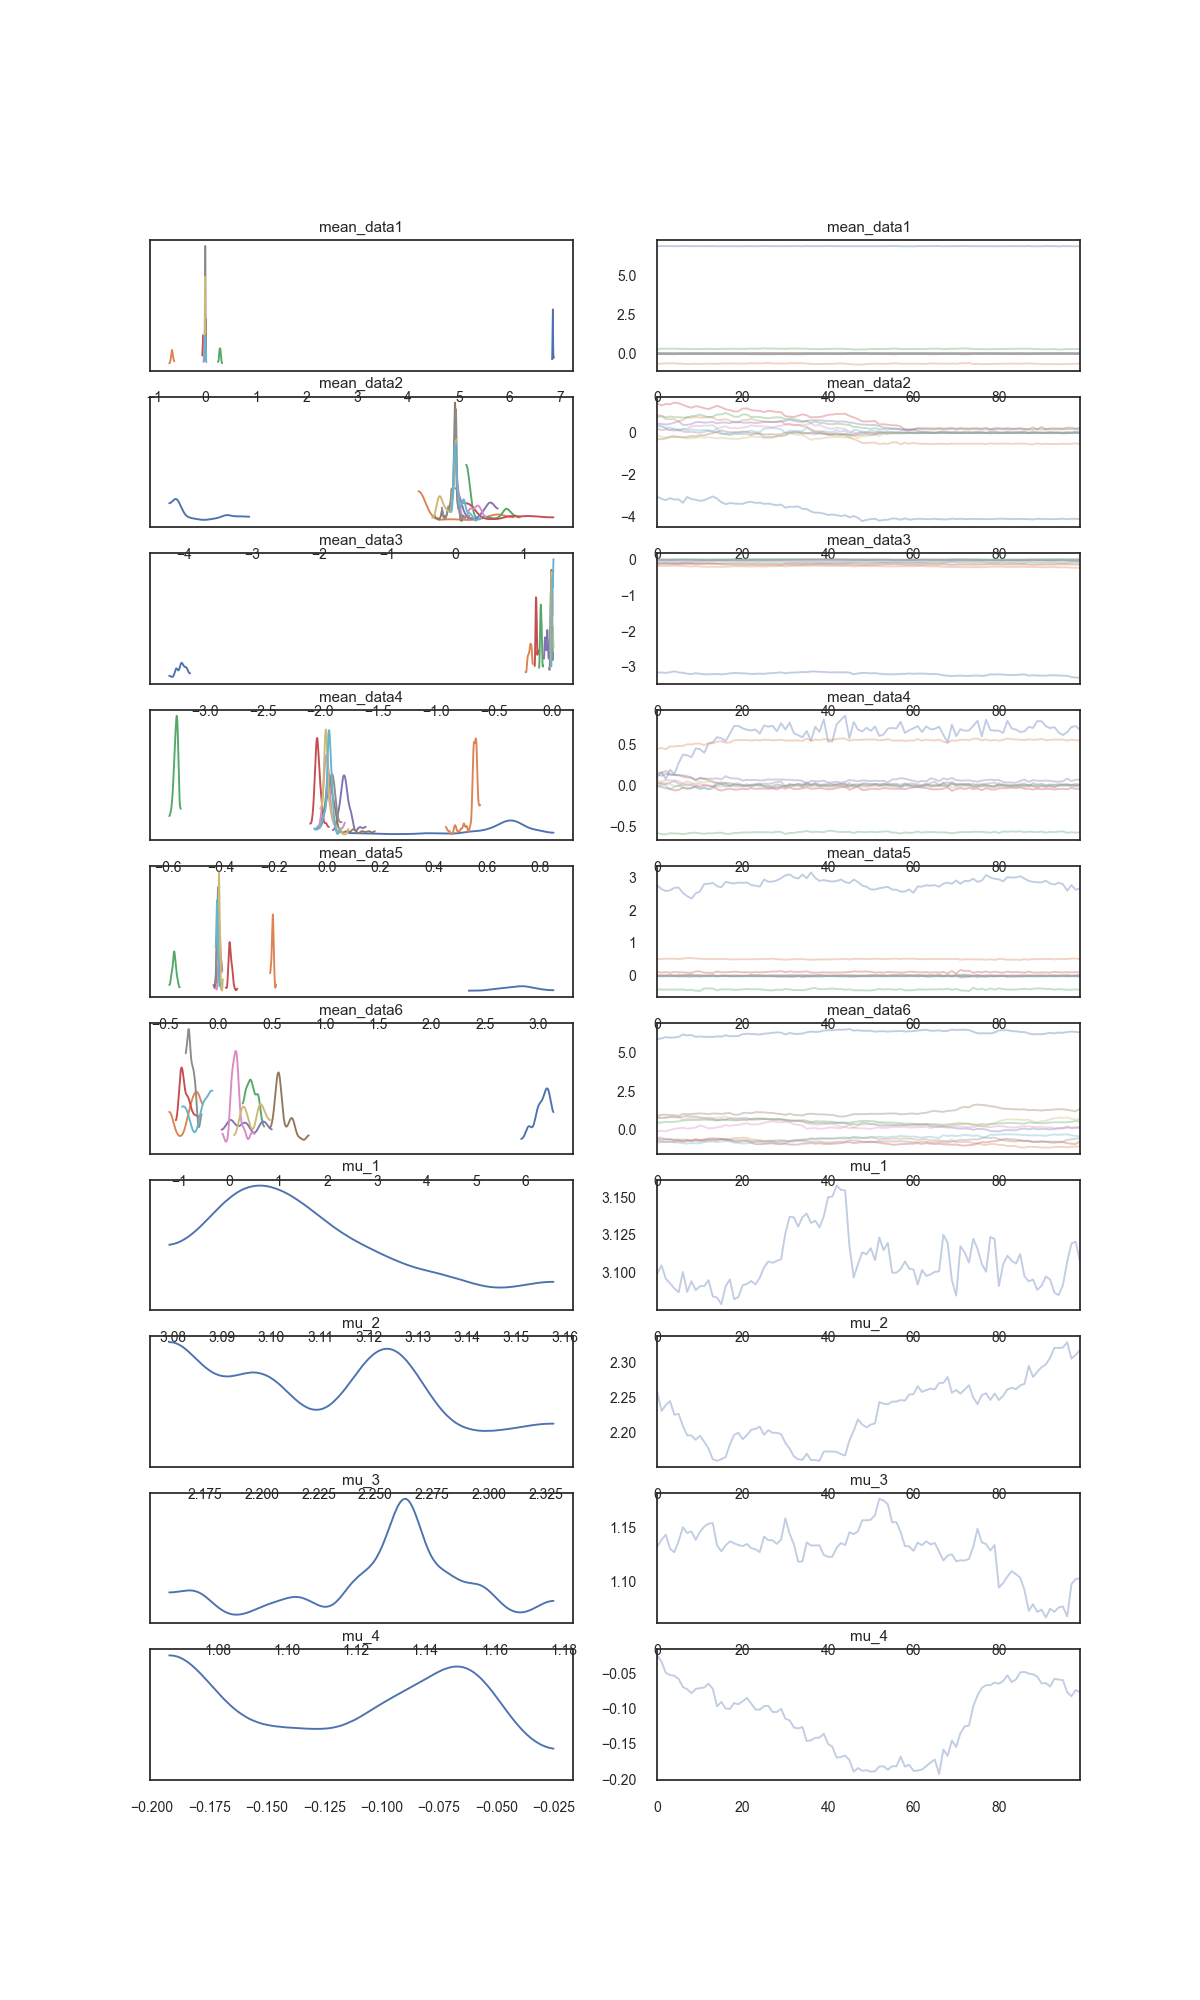 mean_data1 mean_data1
5.0
2.5
0.0
mean_data2 mean_data2
−1 0 1 2 3 4 5 6 7 0 20 40 60 80
0
−2
−4
mean_data3 mean_data3
−4 −3 −2 −1 0 1 0 20 40 60 80
0
−1
−2
−3
mean_data4 mean_data4
−3.0 −2.5 −2.0 −1.5 −1.0 −0.5 0.0 0 20 40 60 80
0.5
0.0
−0.5
mean_data5 mean_data5
−0.6 −0.4 −0.2 0.0 0.2 0.4 0.6 0.8 0 20 40 60 80
3
2
1
0
mean_data6 mean_data6
−0.5 0.0 0.5 1.0 1.5 2.0 2.5 3.0 0 20 40 60 80
5.0
2.5
0.0
mu_1 mu_1
−1 0 1 2 3 4 5 6 0 20 40 60 80
3.150
3.125
3.100
mu_2 mu_2
3.08 3.09 3.10 3.11 3.12 3.13 3.14 3.15 3.16 0 20 40 60 80
2.30
2.25
2.20
mu_3 mu_3
2.175 2.200 2.225 2.250 2.275 2.300 2.325 0 20 40 60 80
1.15
1.10
mu_4 mu_4
1.08 1.10 1.12 1.14 1.16 1.18 0 20 40 60 80
−0.05
−0.10
−0.15
−0.20
−0.200 −0.175 −0.150 −0.125 −0.100 −0.075 −0.050 −0.025 0 20 40 60 80